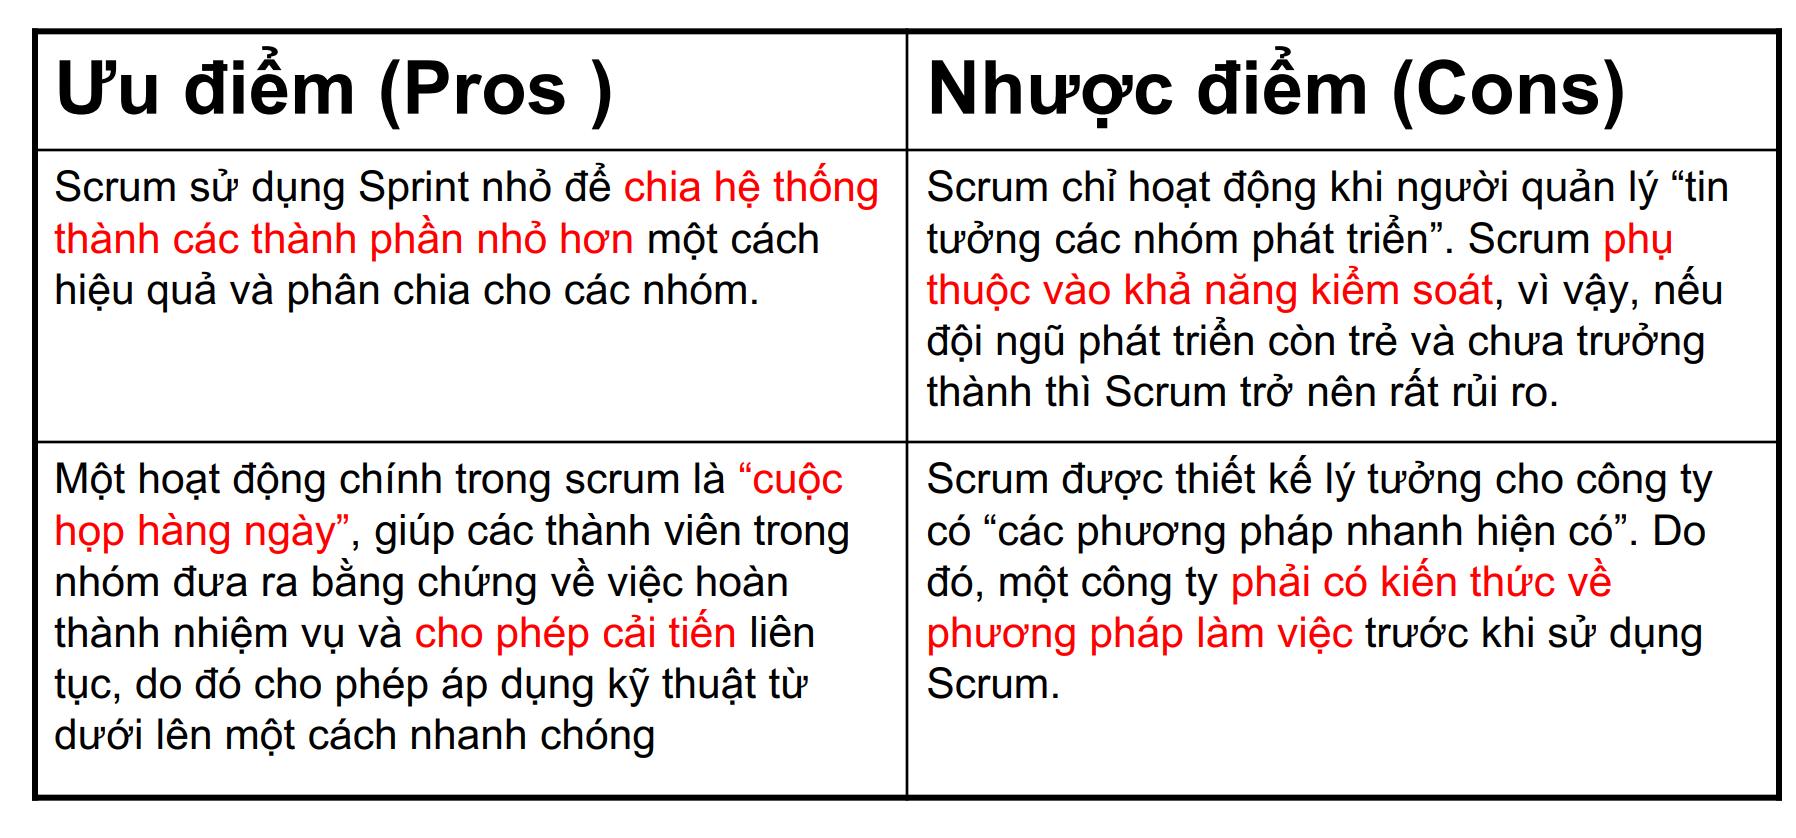 Ưu điểm (Pros )
Nhược điểm (Cons)
Scrum sử dụng Sprint nhỏ để chia hệ thống
thành các thành phần nhỏ hơn một cách
hiệu quả và phân chia cho các nhóm.
Scrum chỉ hoạt động khi người quản lý “tin
tưởng các nhóm phát triển”. Scrum phụ
thuộc vào khả năng kiểm soát, vì vậy, nếu
đội ngũ phát triển còn trẻ và chưa trưởng
thành thì Scrum trở nên rất rủi ro.
Một hoạt động chính trong scrum là “cuộc
họp hàng ngày”, giúp các thành viên trong
nhóm đưa ra bằng chứng về việc hoàn
thành nhiệm vụ và cho phép cải tiến liên
tục, do đó cho phép áp dụng kỹ thuật từ
dưới lên một cách nhanh chóng
Scrum được thiết kế lý tưởng cho công ty
có “các phương pháp nhanh hiện có”. Do
đó, một công ty phải có kiến thức về
phương pháp làm việc trước khi sử dụng
Scrum.